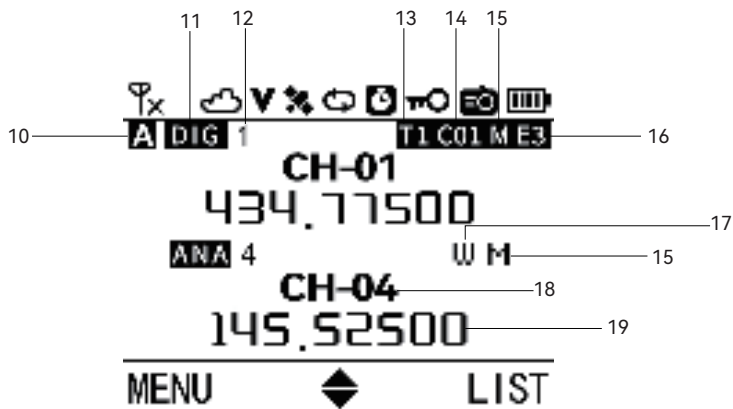 11 12 13 14 15
V
10 A DIG 1 T1 C01 M E3 16
CH-01
434.77500
17
ANA 4 W M 15
CH-04 18
145.52500 19
MENU LIST